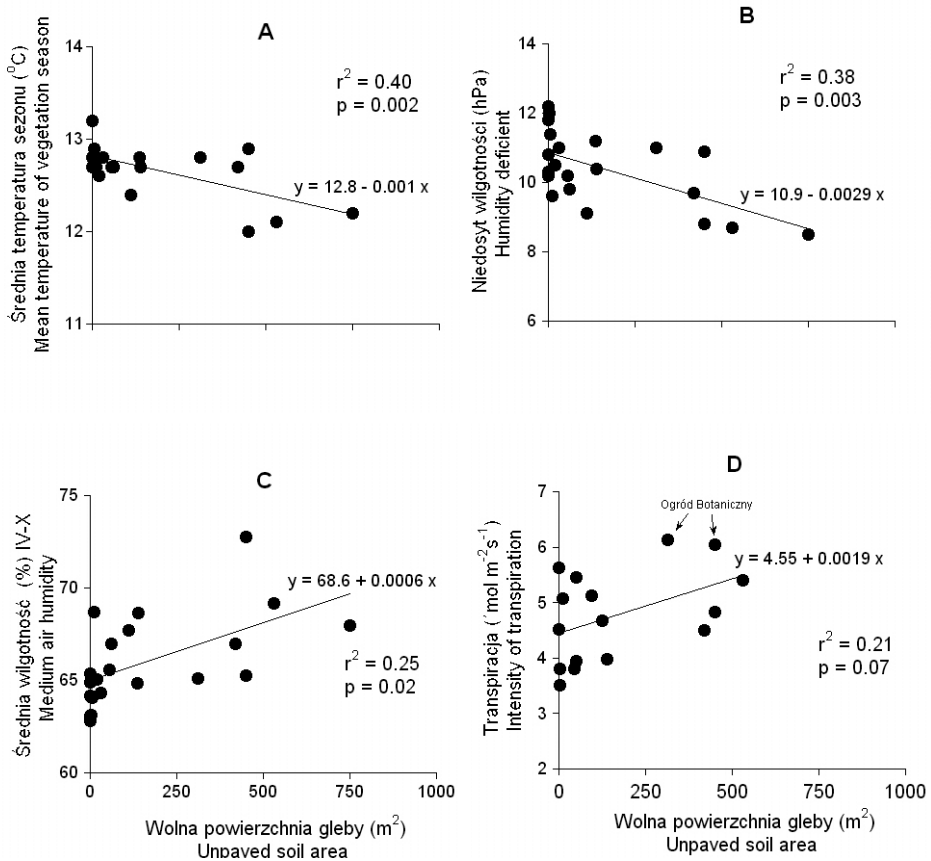 A
Średnia temperatura sezonu (⁰C)
Mean temperature of vegetation season
14
13
12
11
r² = 0.40
p = 0.002
y = 12.8 - 0.001 x
B
Niedosyt wilgotności (hPa)
Humidity deficient
14
12
10
8
6
r² = 0.38
p = 0.003
y = 10.9 - 0.0029 x
C
Średnia wilgotność (%) IV-X
Medium air humidity
75
70
65
60
y = 68.6 + 0.0006 x
r² = 0.25
p = 0.02
0 250 500 750 1000
Wolna powierzchnia gleby (m²)
Unpaved soil area
D
Transpiracja (´mol m⁻²s⁻¹)
Intensity of transpiration
7
6
5
4
3
2
Ogród Botaniczny
y = 4.55 + 0.0019 x
r² = 0.21
p = 0.07
0 250 500 750 1000
Wolna powierzchnia gleby (m²)
Unpaved soil area